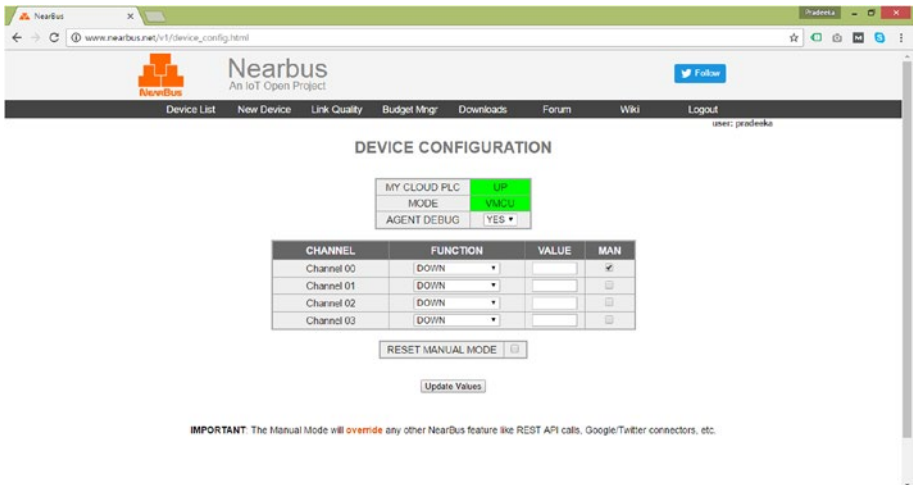 NearBus
Pradeeka
www.nearbus.net/v1/device_config.html
NearBus
Nearbus
An IoT Open Project
Follow
Device List New Device Link Quality Budget Mngr Downloads Forum Wiki Logout
user: pradeeka
DEVICE CONFIGURATION
MY CLOUD PLC UP
MODE VMCU
AGENT DEBUG YES
CHANNEL FUNCTION VALUE MAN
Channel 00 DOWN
Channel 01 DOWN
Channel 02 DOWN
Channel 03 DOWN
RESET MANUAL MODE
Update Values
IMPORTANT: The Manual Mode will override any other NearBus feature like REST API calls, Google/Twitter connectors, etc.